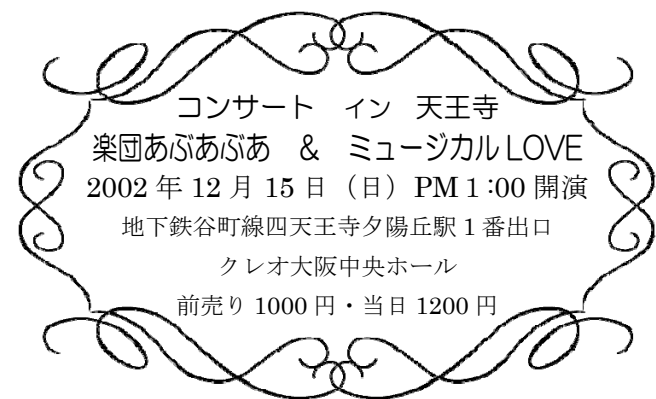 コンサート　イン　天王寺
楽団あぶあぶあ　＆　ミュージカルLOVE
2002年12月15日（日）PM１:00開演
地下鉄谷町線四天王寺夕陽丘駅1番出口
クレオ大阪中央ホール
前売り1000円・当日1200円